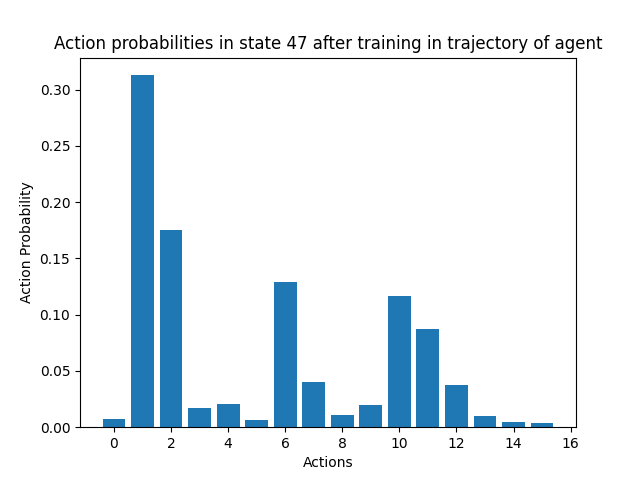 Action probabilities in state 47 after training in trajectory of agent
Action Probability
0.30
0.25
0.20
0.15
0.10
0.05
0.00
0 2 4 6 8 10 12 14 16
Actions